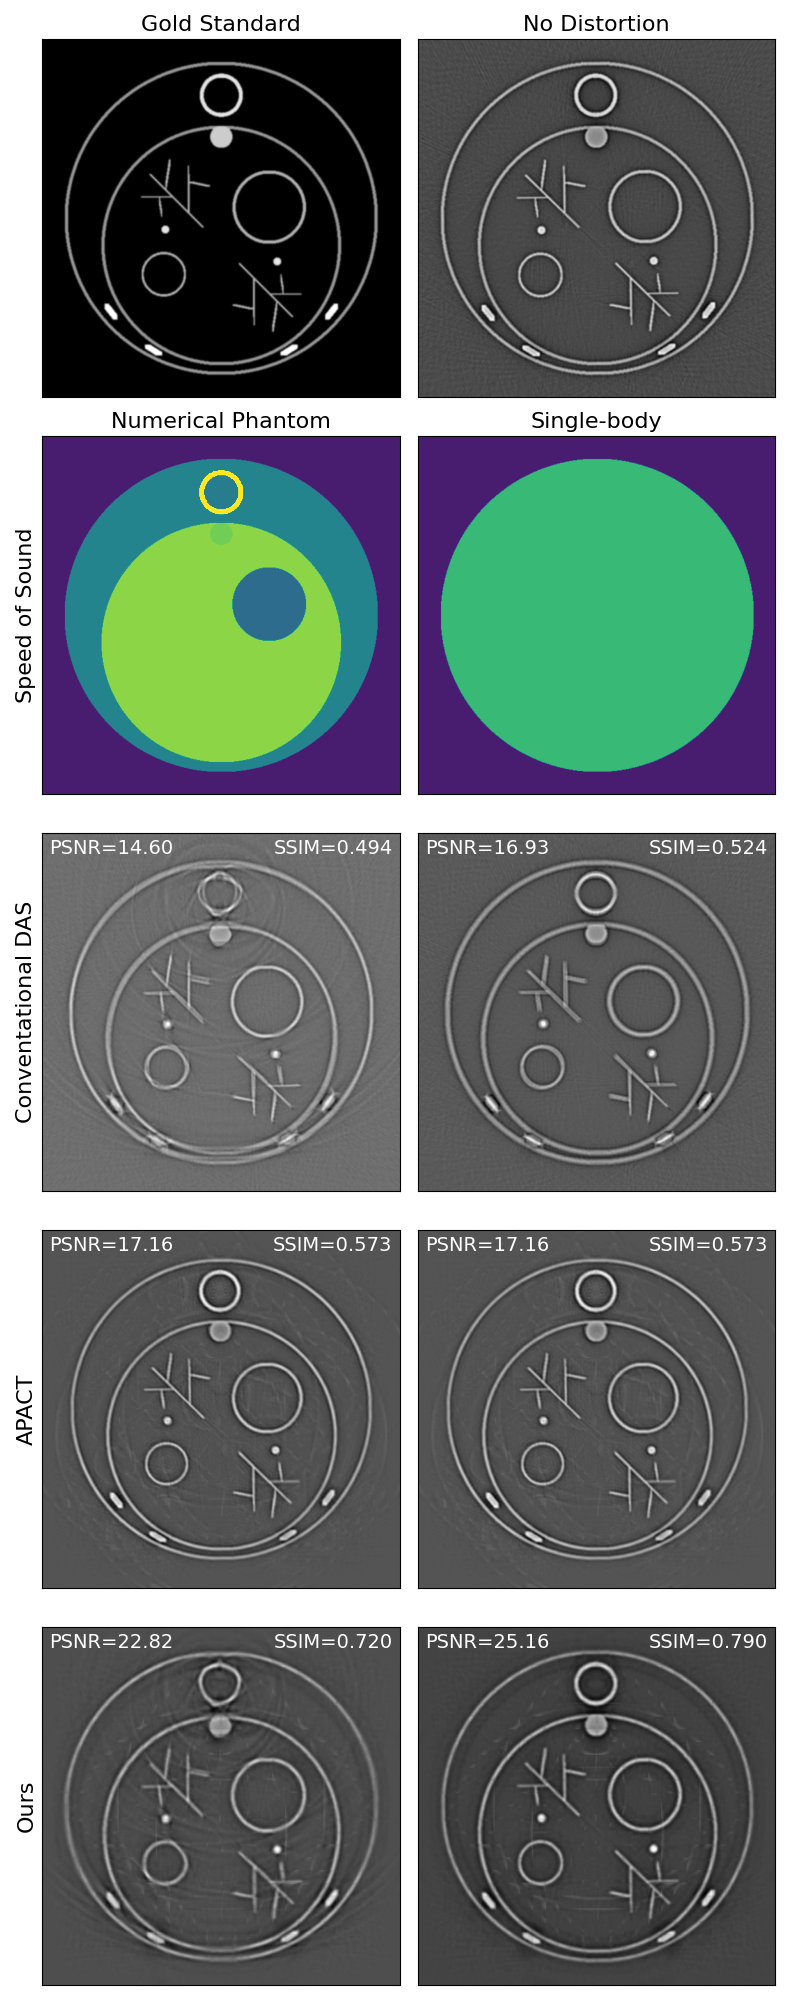 Gold Standard
No Distortion
Numerical Phantom
Single-body
Speed of Sound
Conventational DAS
PSNR=14.60 SSIM=0.494
PSNR=16.93 SSIM=0.524
APACT
PSNR=17.16 SSIM=0.573
PSNR=17.16 SSIM=0.573
Ours
PSNR=22.82 SSIM=0.720
PSNR=25.16 SSIM=0.790